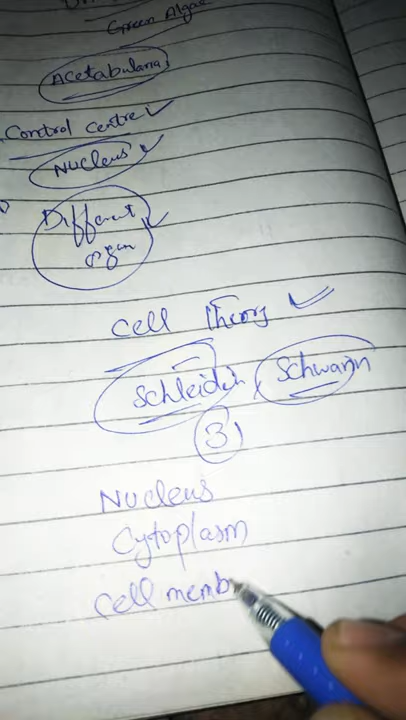 Green Algae
Acetabularia
Control Centre
Nucleus
Different
organ
Cell Theory
Schleiden, Schwann
3
Nucleus
Cytoplasm
Cell memb